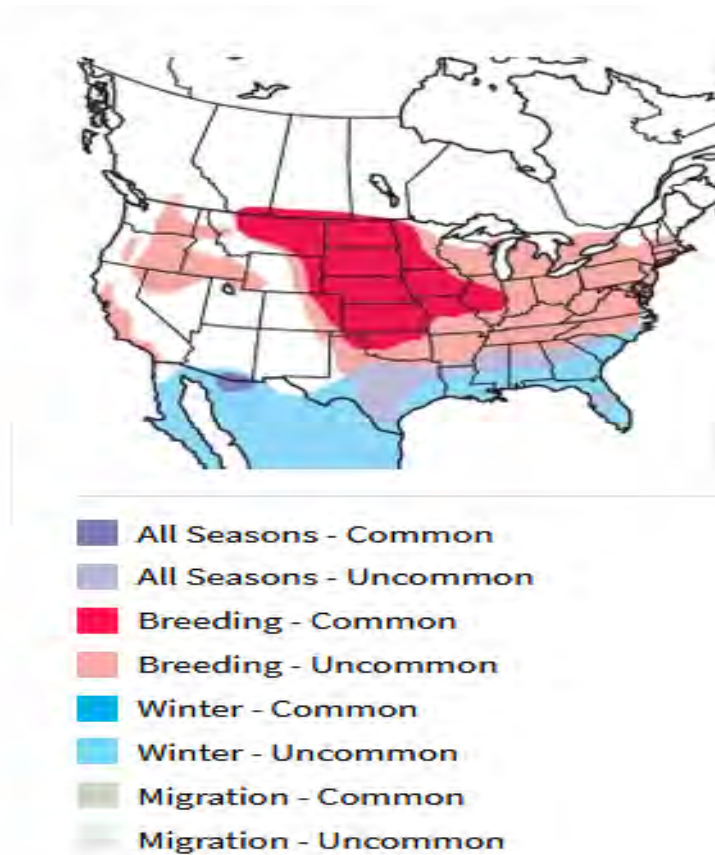 All Seasons - Common
All Seasons - Uncommon
Breeding - Common
Breeding - Uncommon
Winter - Common
Winter - Uncommon
Migration - Common
Migration - Uncommon